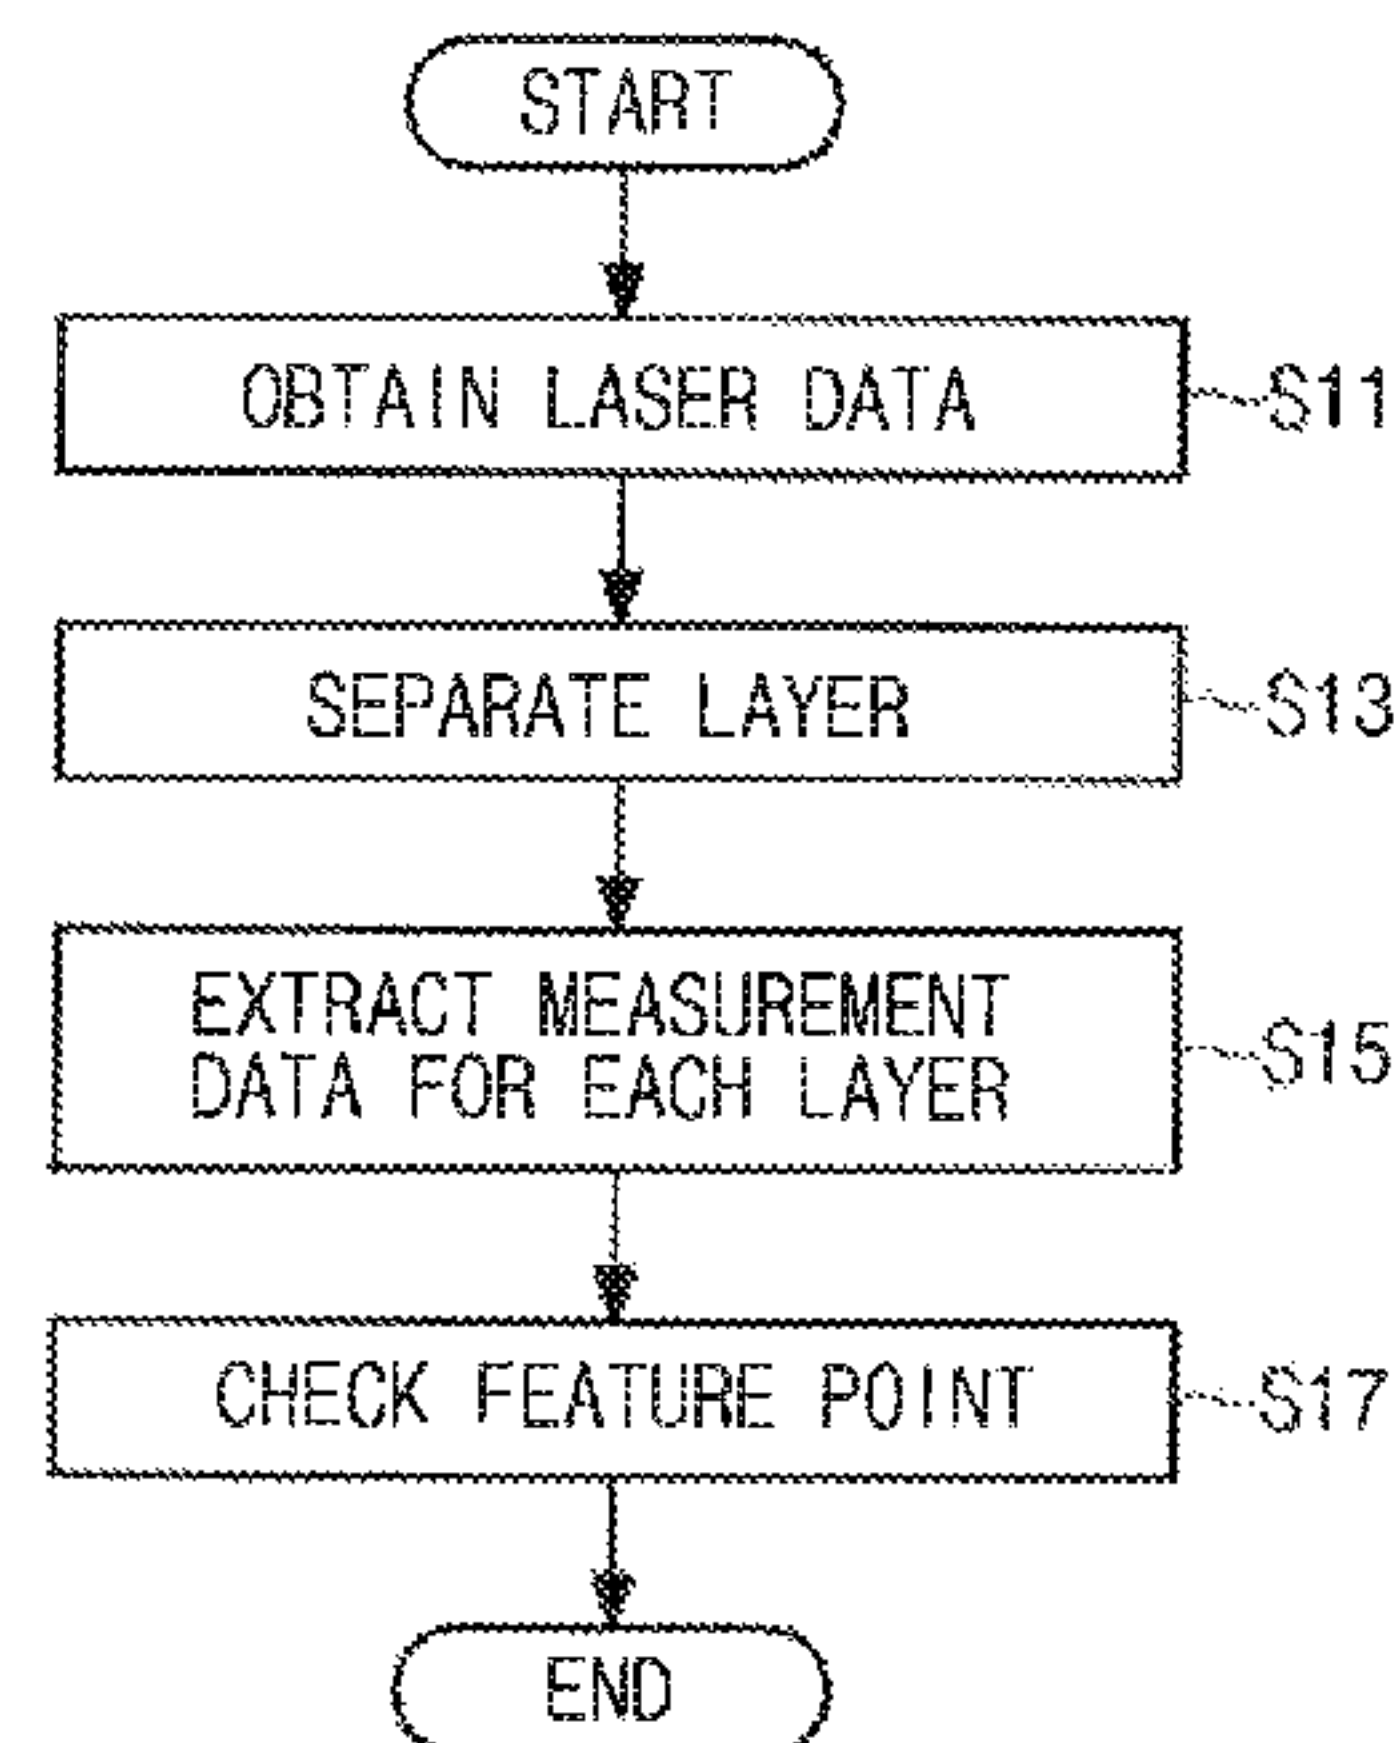 START
OBTAIN LASER DATA
S11
SEPARATE LAYER
S13
EXTRACT MEASUREMENT
DATA FOR EACH LAYER
S15
CHECK FEATURE POINT
S17
END